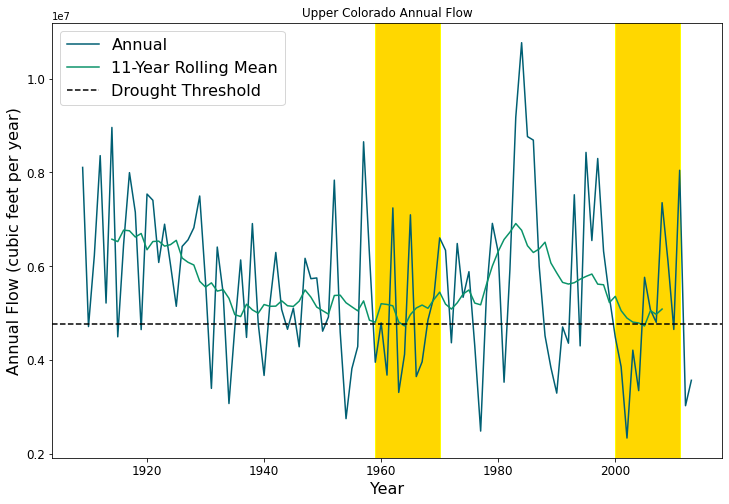 Upper Colorado Annual Flow
1e7
Annual
11-Year Rolling Mean
Drought Threshold
1.0
0.8
0.6
0.4
0.2
Annual Flow (cubic feet per year)
1920 1940 1960 1980 2000
Year